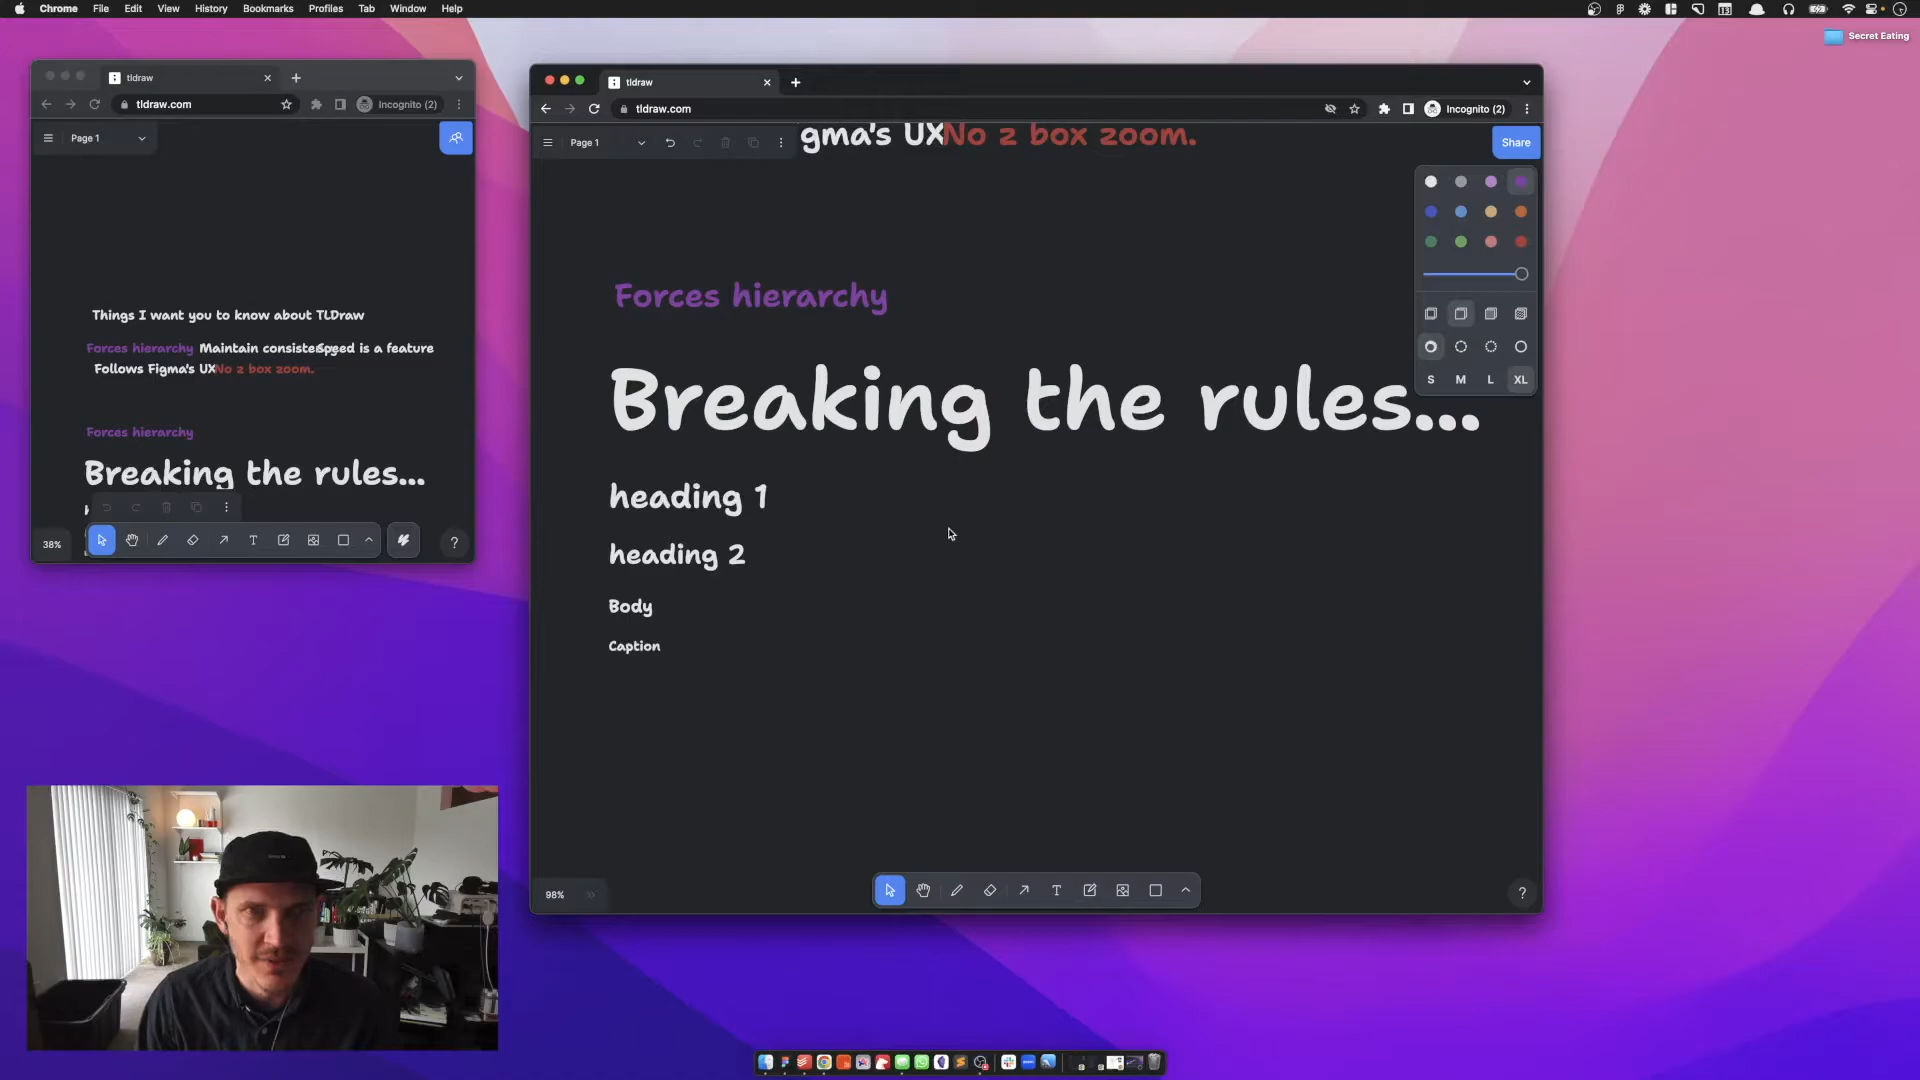 Chrome File Edit View History Bookmarks Profiles Tab Window Help
Secret Eating
tldraw
tldraw.com
Incognito (2)
Page 1
Things I want you to know about TLDraw
Forces hierarchy Maintain consistency Speed is a feature
Follows Figma's UX No 2 box zoom.
Forces hierarchy
Breaking the rules...
38%
?
tldraw
tldraw.com
Incognito (2)
Page 1
gma's UX No 2 box zoom.
Share
Forces hierarchy
Breaking the rules...
S M L XL
heading 1
heading 2
Body
Caption
98%
?